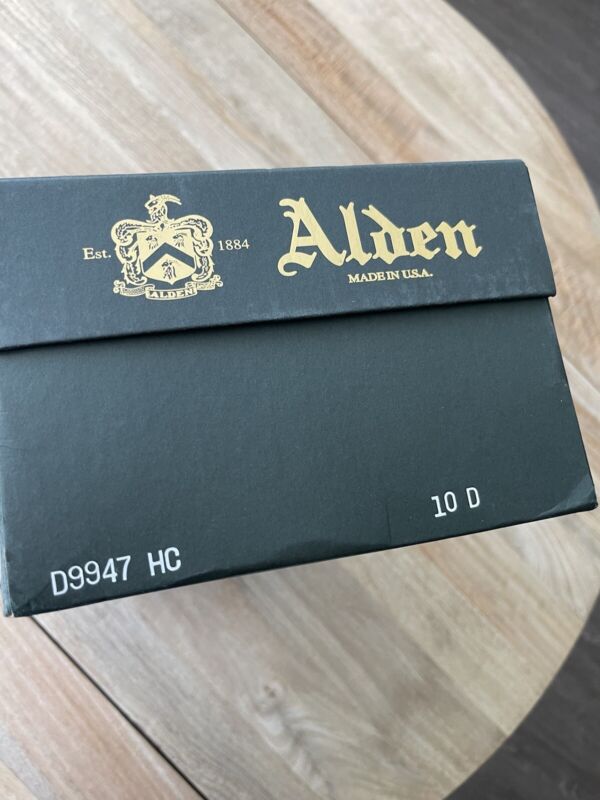 Est.
1884
ALDEN
Alden
MADE IN U.S.A.
10 D
D9947 HC